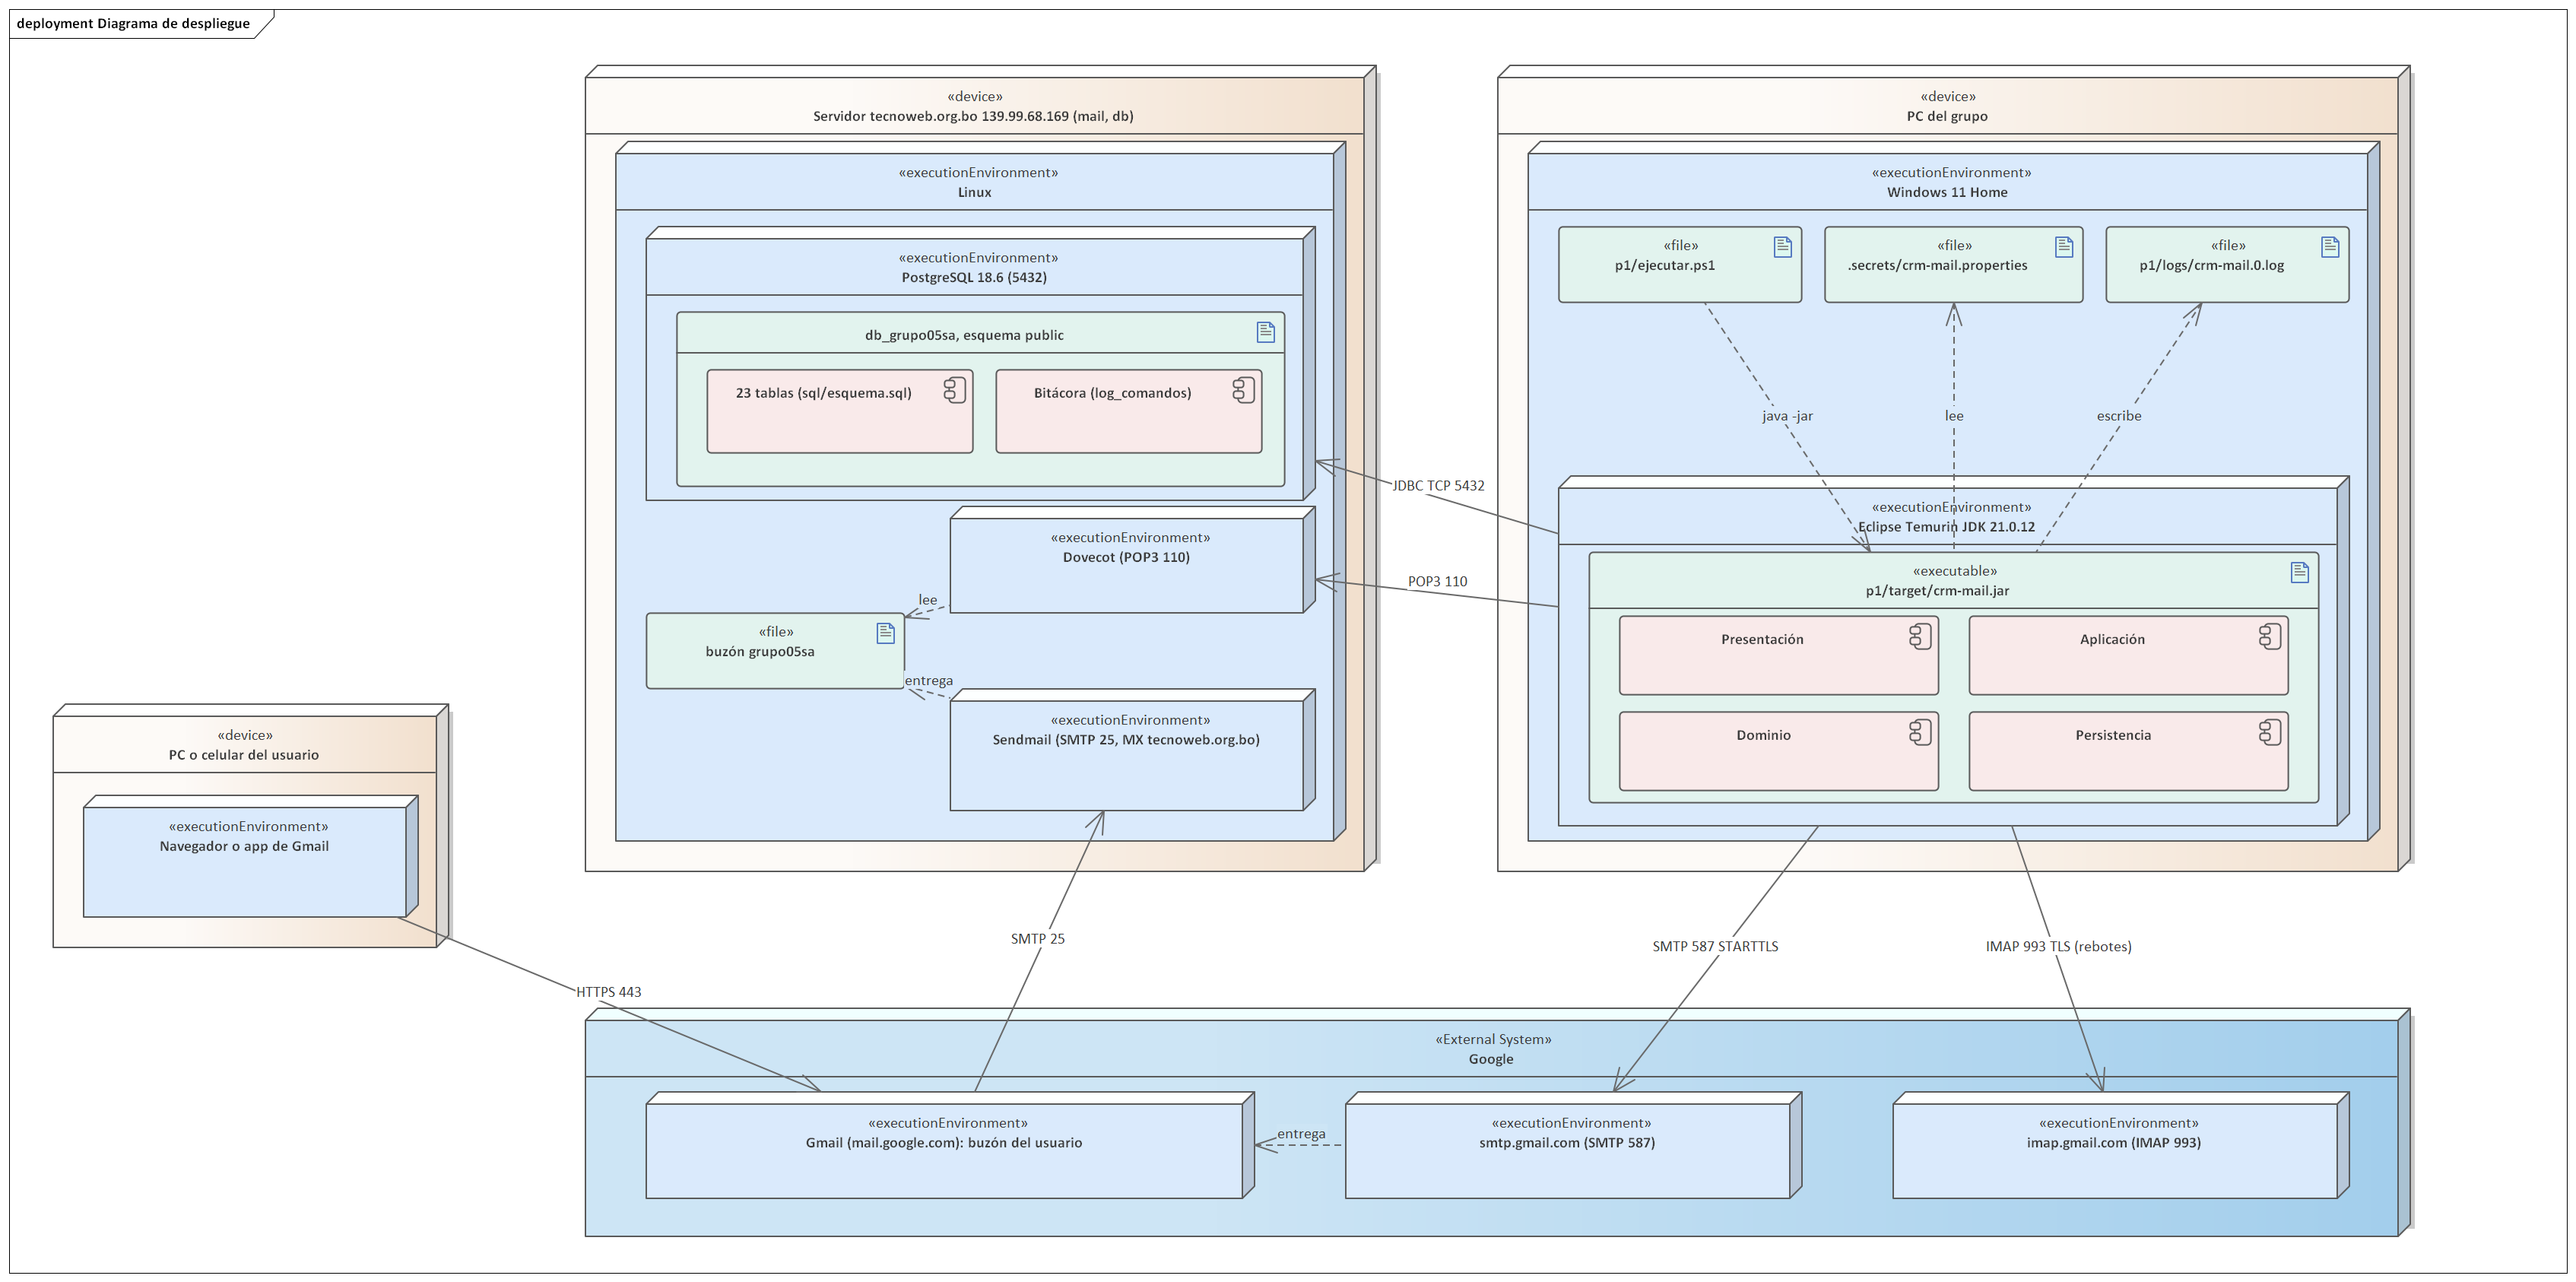 deployment Diagrama de despliegue
«device»
Servidor tecnoweb.org.bo 139.99.68.169 (mail, db)
«executionEnvironment»
Linux
«executionEnvironment»
PostgreSQL 18.6 (5432)
db_grupo05sa, esquema public
23 tablas (sql/esquema.sql)
Bitácora (log_comandos)
«executionEnvironment»
Dovecot (POP3 110)
lee
«file»
buzón grupo05sa
entrega
«executionEnvironment»
Sendmail (SMTP 25, MX tecnoweb.org.bo)
«device»
PC del grupo
«executionEnvironment»
Windows 11 Home
«file»
p1/ejecutar.ps1
«file»
.secrets/crm-mail.properties
«file»
p1/logs/crm-mail.0.log
java -jar
lee
escribe
JDBC TCP 5432
POP3 110
«executionEnvironment»
Eclipse Temurin JDK 21.0.12
«executable»
p1/target/crm-mail.jar
Presentación
Aplicación
Dominio
Persistencia
«device»
PC o celular del usuario
«executionEnvironment»
Navegador o app de Gmail
HTTPS 443
SMTP 25
SMTP 587 STARTTLS
IMAP 993 TLS (rebotes)
«External System»
Google
«executionEnvironment»
Gmail (mail.google.com): buzón del usuario
entrega
«executionEnvironment»
smtp.gmail.com (SMTP 587)
«executionEnvironment»
imap.gmail.com (IMAP 993)